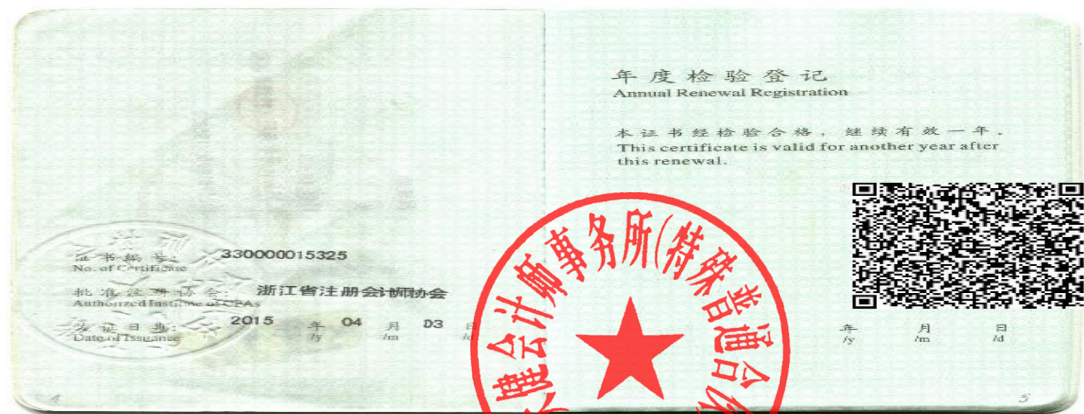 证书编号:
330000015325
No. of Certificate
批准注册协会:
浙江省注册会计师协会
Authorized Institute of CPAs
发证日期:
2015 年 04 月 03 日
Date of Issuance /y /m /d
4
年度检验登记
Annual Renewal Registration
本证书经检验合格，继续有效一年。
This certificate is valid for another year after
this renewal.
年 月 日
/y /m /d
5
健会计师事务所(特殊普通合